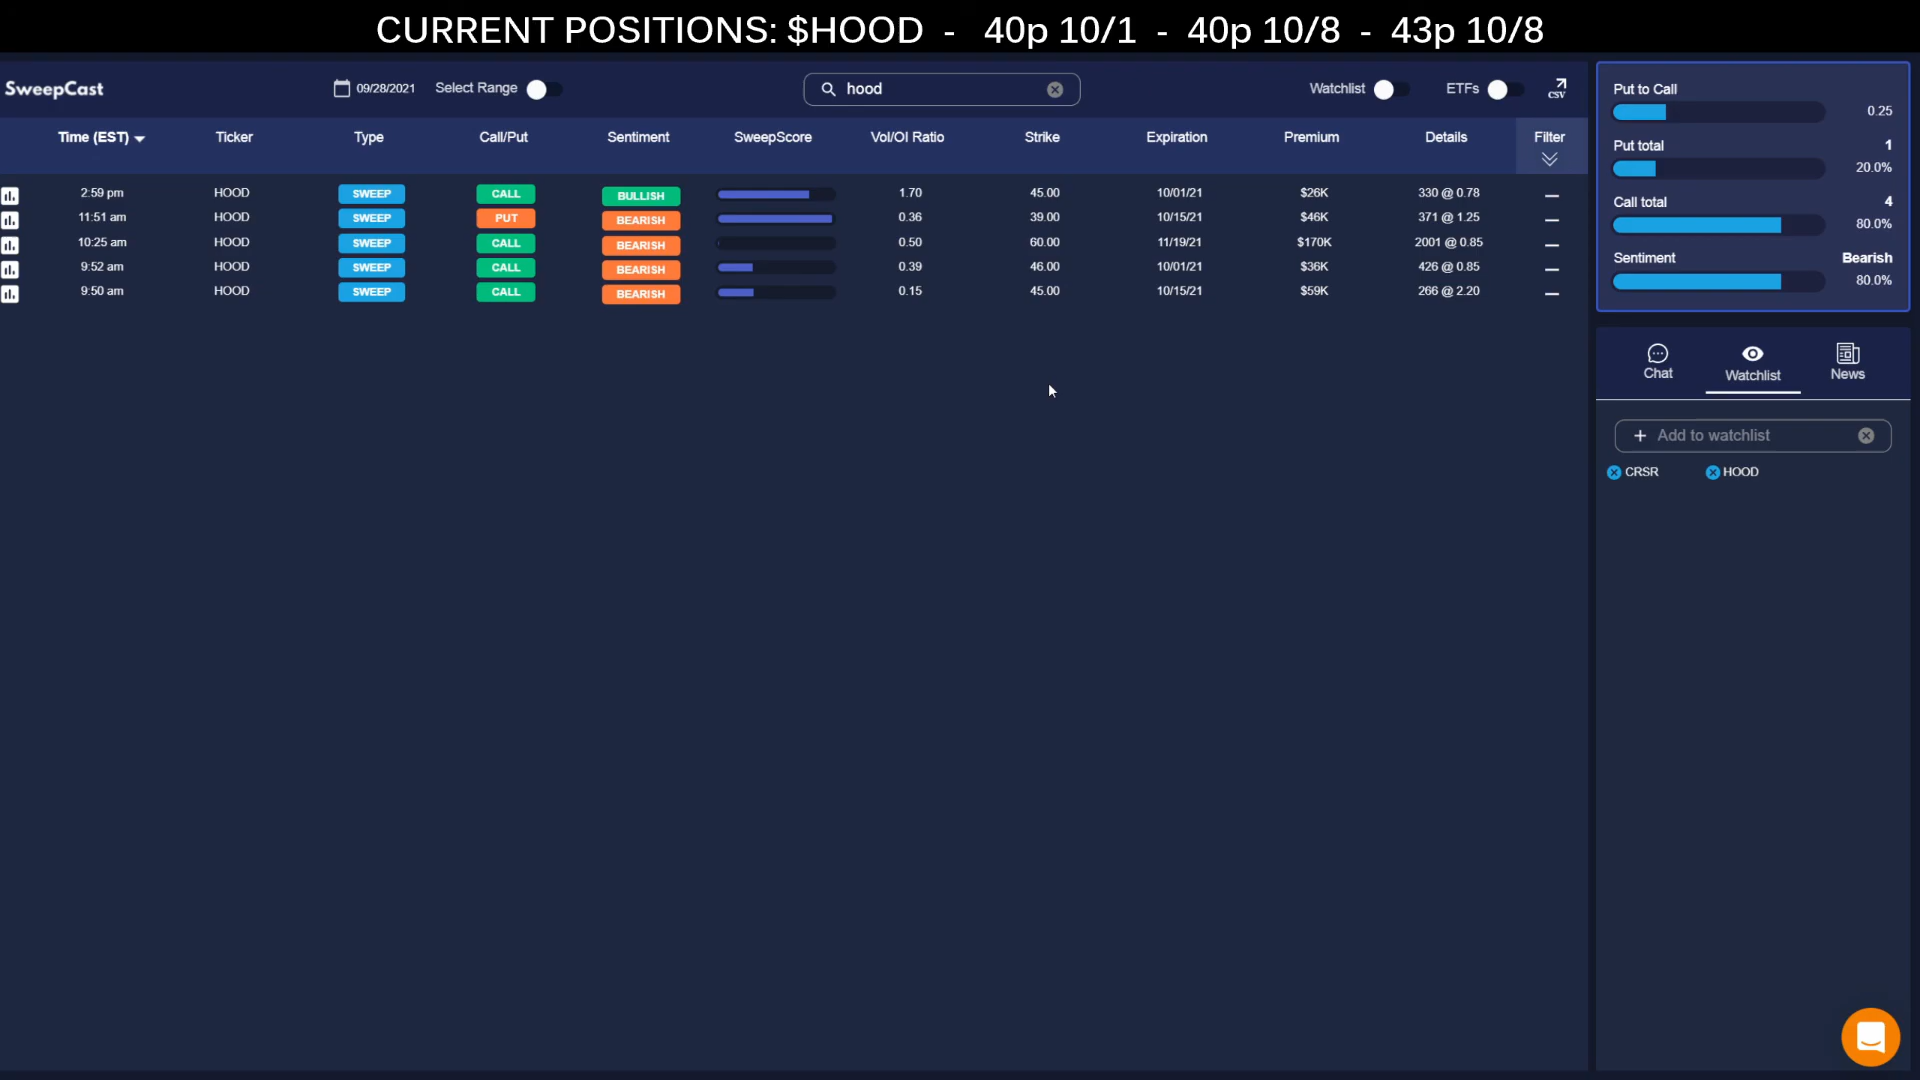 CURRENT POSITIONS: $HOOD - 40p 10/1 - 40p 10/8 - 43p 10/8
SweepCast 09/28/2021 Select Range hood Watchlist ETFs CSV
Time (EST) Ticker Type Call/Put Sentiment SweepScore Vol/OI Ratio Strike Expiration Premium Details Filter
2:59 pm HOOD SWEEP CALL BULLISH 1.70 45.00 10/01/21 $26K 330 @ 0.78
11:51 am HOOD SWEEP PUT BEARISH 0.36 39.00 10/15/21 $46K 371 @ 1.25
10:25 am HOOD SWEEP CALL BEARISH 0.50 60.00 11/19/21 $170K 2001 @ 0.85
9:52 am HOOD SWEEP CALL BEARISH 0.39 46.00 10/01/21 $36K 426 @ 0.85
9:50 am HOOD SWEEP CALL BEARISH 0.15 45.00 10/15/21 $59K 266 @ 2.20
Put to Call
0.25
Put total 1
20.0%
Call total 4
80.0%
Sentiment Bearish
80.0%
Chat Watchlist News
Add to watchlist
CRSR HOOD